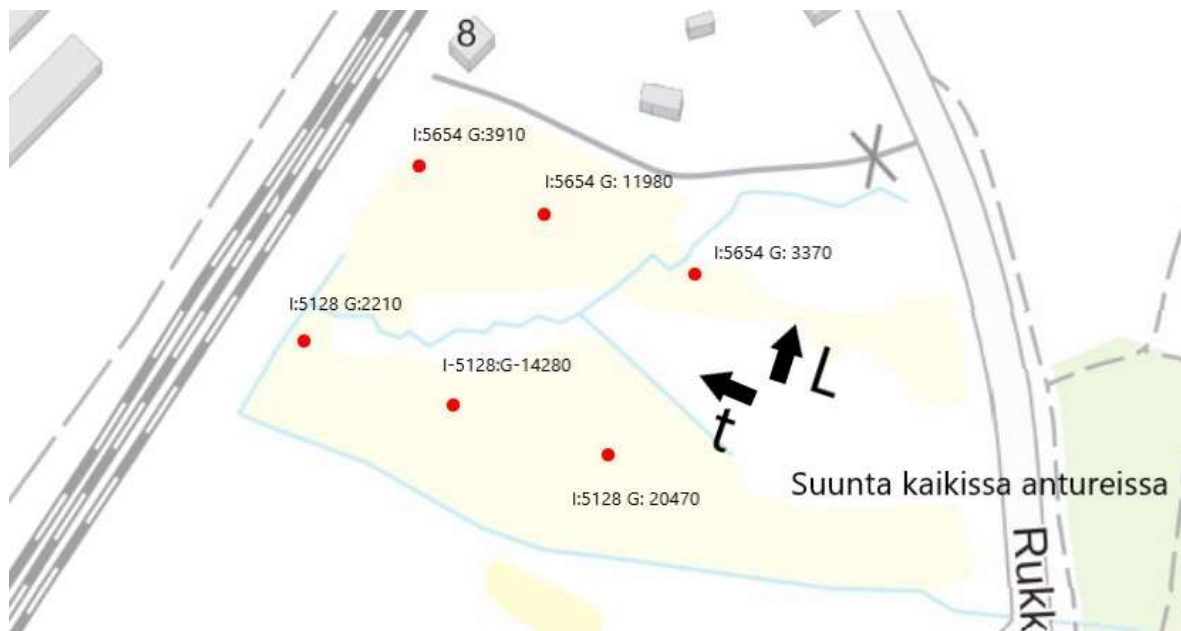 8
I:5654 G:3910
I:5654 G: 11980
I:5654 G: 3370
I:5128 G:2210
I-5128:G-14280
L
t
Suunta kaikissa antureissa
I:5128 G: 20470
Rukk